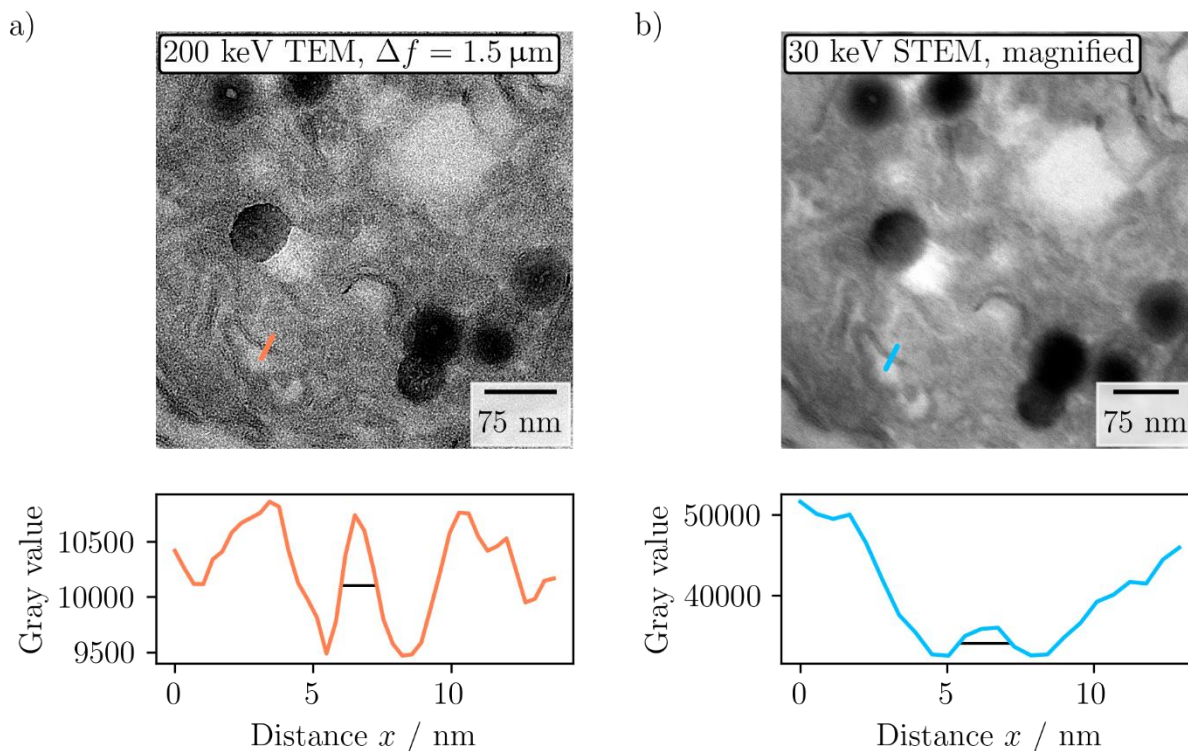 a)
200 keV TEM, Δf = 1.5 μm
75 nm
10500
10000
9500
Gray value
0
5
10
Distance x / nm
b)
30 keV STEM, magnified
75 nm
50000
40000
Gray value
0
5
10
Distance x / nm